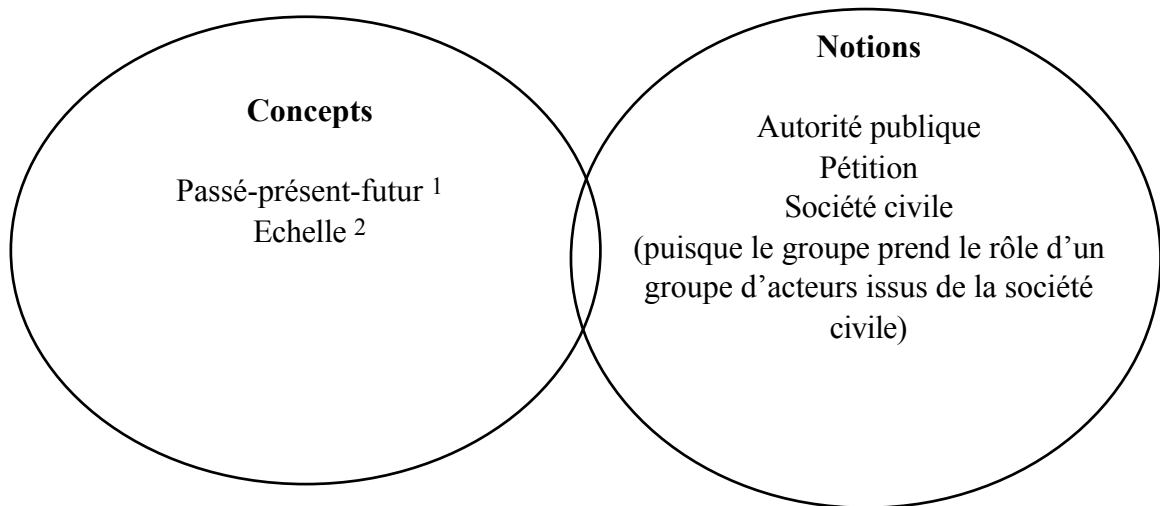 Concepts
Passé-présent-futur 1
Echelle 2
Notions
Autorité publique
Pétition
Société civile
(puisque le groupe prend le rôle d’un
groupe d’acteurs issus de la société
civile)